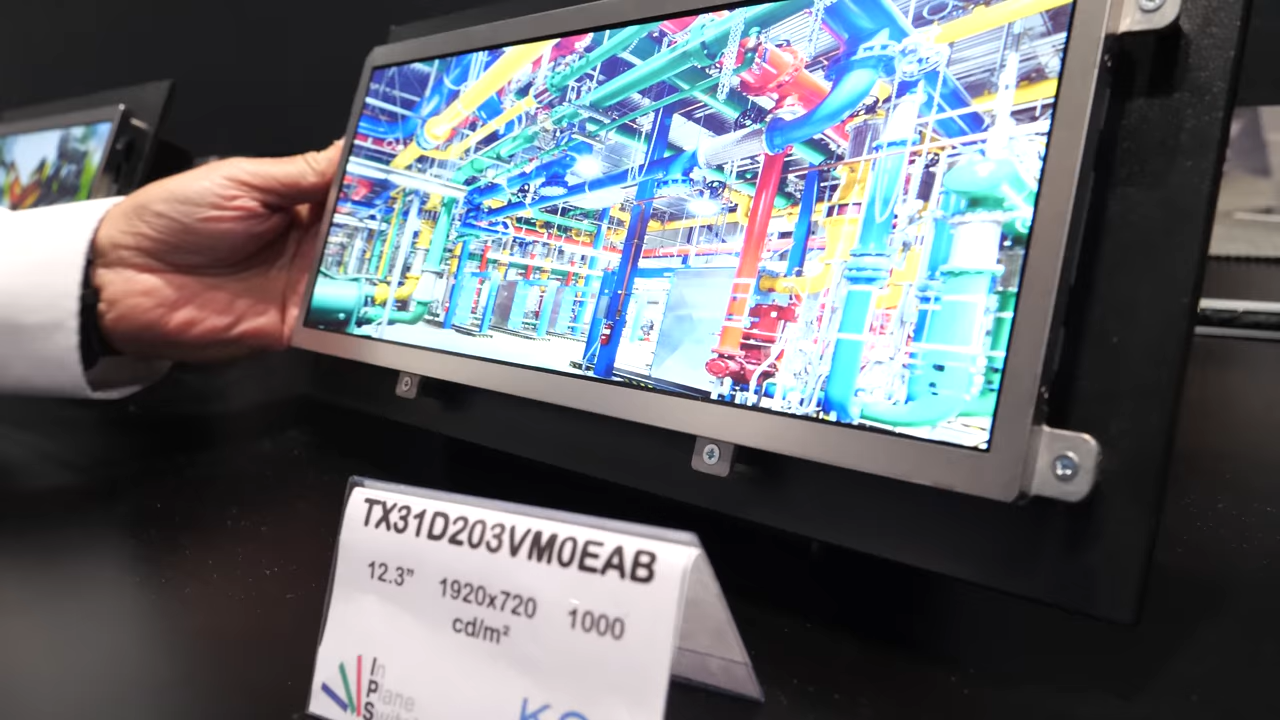 TX31D203VM0EAB
12.3” 1920x720 1000
cd/m²
In
Plane